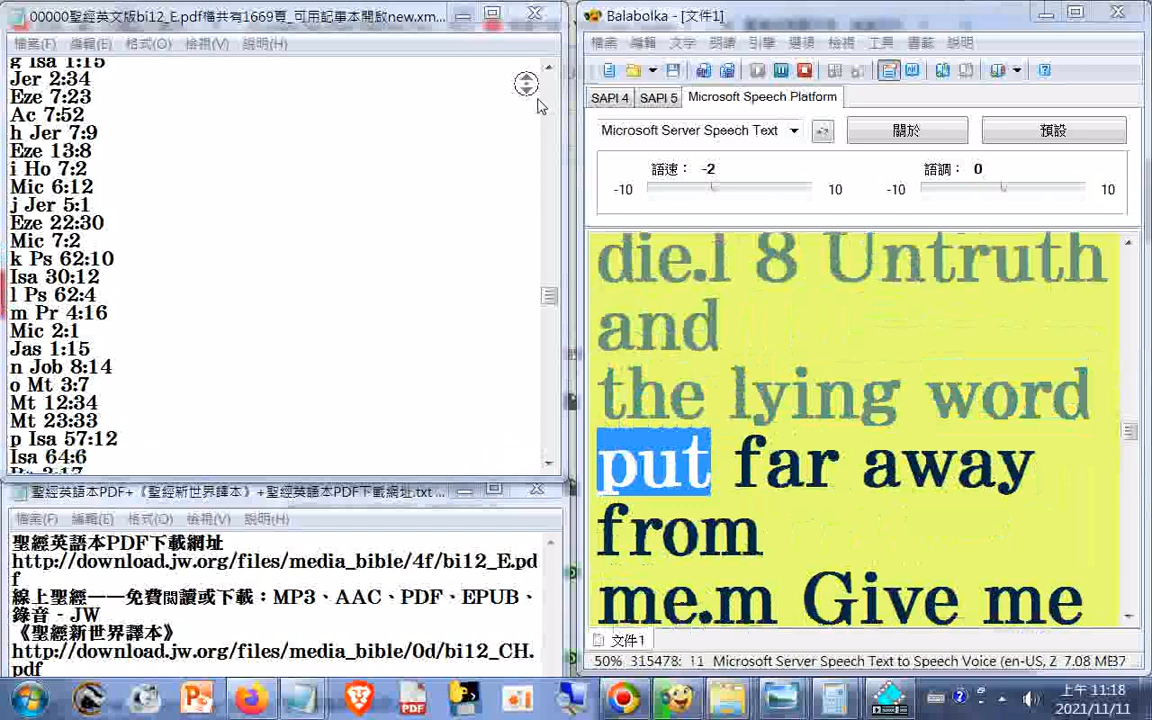 00000聖經英文版bi12_E.pdf檔共有1669頁_可用記事本開啟new.xm...
檔案(F) 編輯(E) 格式(O) 檢視(V) 說明(H)
g Isa 1:15
Jer 2:34
Eze 7:23
Ac 7:52
h Jer 7:9
Eze 13:8
i Ho 7:2
Mic 6:12
j Jer 5:1
Eze 22:30
Mic 7:2
k Ps 62:10
Isa 30:12
l Ps 62:4
m Pr 4:16
Mic 2:1
Jas 1:15
n Job 8:14
o Mt 3:7
Mt 12:34
Mt 23:33
p Isa 57:12
Isa 64:6
聖經英語本PDF+《聖經新世界譯本》+聖經英語本PDF下載網址.txt ...
檔案(F) 編輯(E) 格式(O) 檢視(V) 說明(H)
聖經英語本PDF下載網址
http://download.jw.org/files/media_bible/4f/bi12_E.pd
f
線上聖經——免費閱讀或下載：MP3、AAC、PDF、EPUB、
錄音 - JW
《聖經新世界譯本》
http://download.jw.org/files/media_bible/0d/bi12_CH.
pdf
Balabolka - [文件1]
檔案 編輯 文字 朗讀 引擎 選項 檢視 工具 書籤 說明
SAPI 4 SAPI 5 Microsoft Speech Platform
Microsoft Server Speech Text 關於 預設
語速： -2 語調： 0
-10 10 -10 10
die.l 8 Untruth
and
the lying word
put far away
from
me.m Give me
文件1
50% 315478: 11 Microsoft Server Speech Text to Speech Voice (en-US, Z 7.08 MB
上午 11:18
2021/11/11